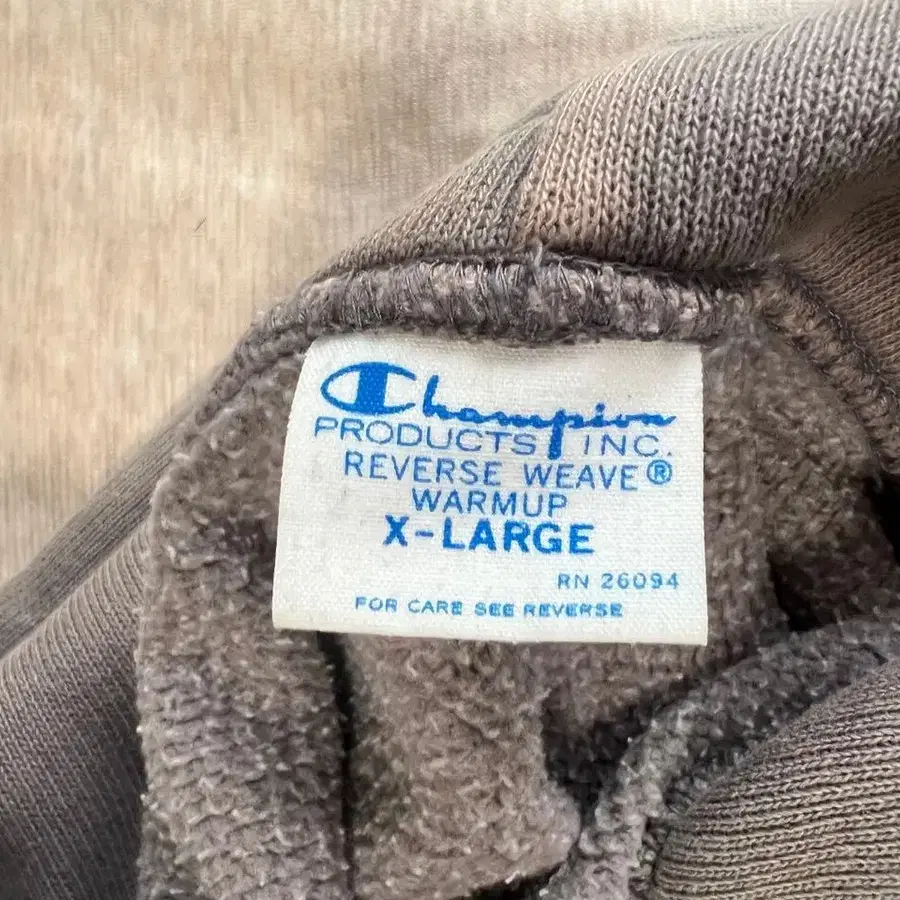 Champion
PRODUCTS INC.
REVERSE WEAVE®
WARMUP
X-LARGE
RN 26094
FOR CARE SEE REVERSE